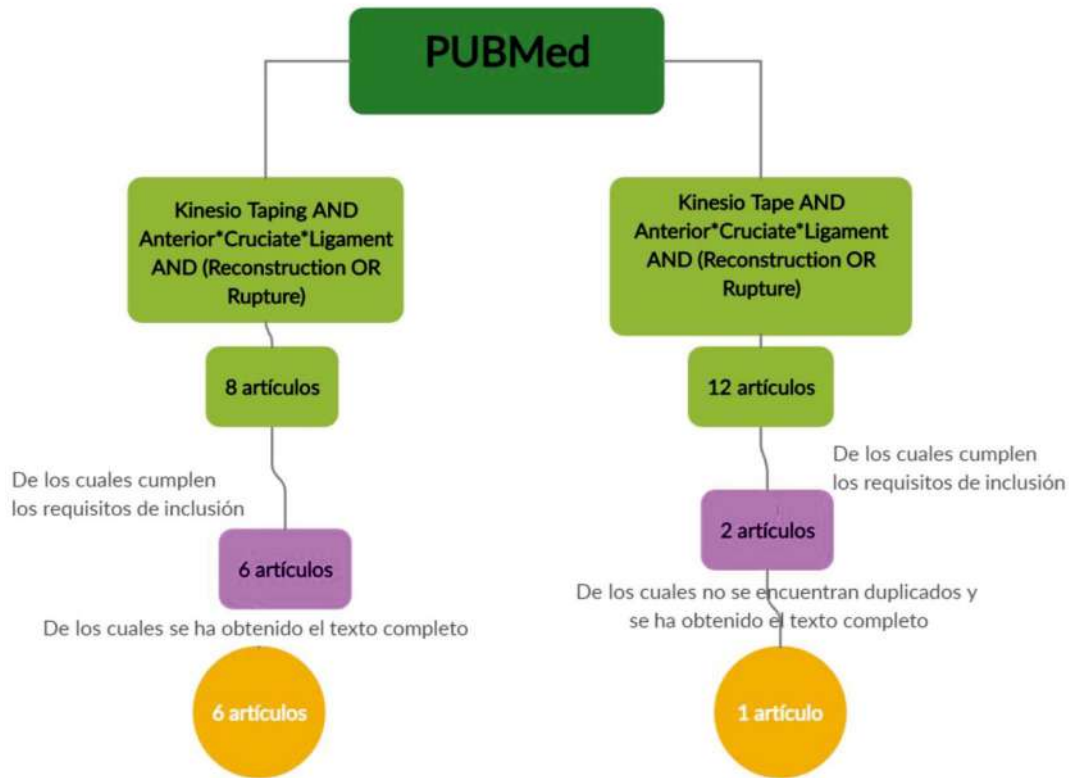 PUBMed
Kinesio Taping AND
Anterior*Cruciate*Ligament
AND (Reconstruction OR
Rupture)
8 artículos
De los cuales cumplen
los requisitos de inclusión
6 artículos
De los cuales se ha obtenido el texto completo
6 artículos
Kinesio Tape AND
Anterior*Cruciate*Ligament
AND (Reconstruction OR
Rupture)
12 artículos
De los cuales cumplen
los requisitos de inclusión
2 artículos
De los cuales no se encuentran duplicados y
se ha obtenido el texto completo
1 artículo